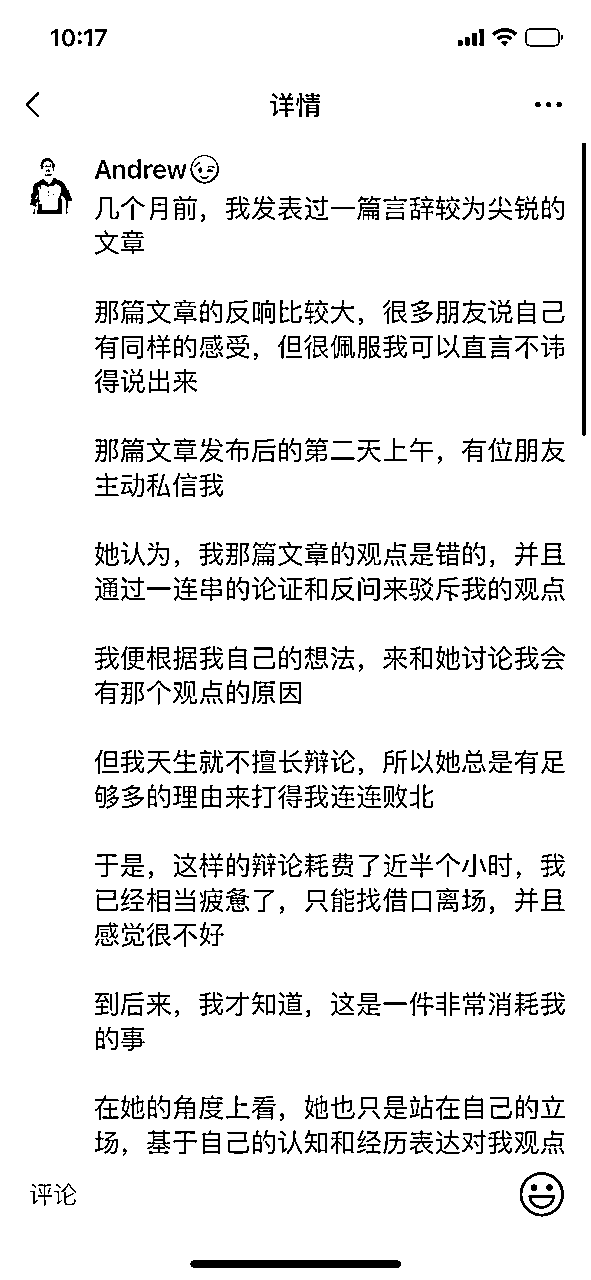 10:17
详情
Andrew😉
几个月前，我发表过一篇言辞较为尖锐的
文章
那篇文章的反响比较大，很多朋友说自己
有同样的感受，但很佩服我可以直言不讳
得说出来
那篇文章发布后的第二天上午，有位朋友
主动私信我
她认为，我那篇文章的观点是错的，并且
通过一连串的论证和反问来驳斥我的观点
我便根据我自己的想法，来和她讨论我会
有那个观点的原因
但我天生就不擅长辩论，所以她总是有足
够多的理由来打得我连连败北
于是，这样的辩论耗费了近半个小时，我
已经相当疲惫了，只能找借口离场，并且
感觉很不好
到后来，我才知道，这是一件非常消耗我
的事
在她的角度上看，她也只是站在自己的立
场，基于自己的认知和经历表达对我观点
评论